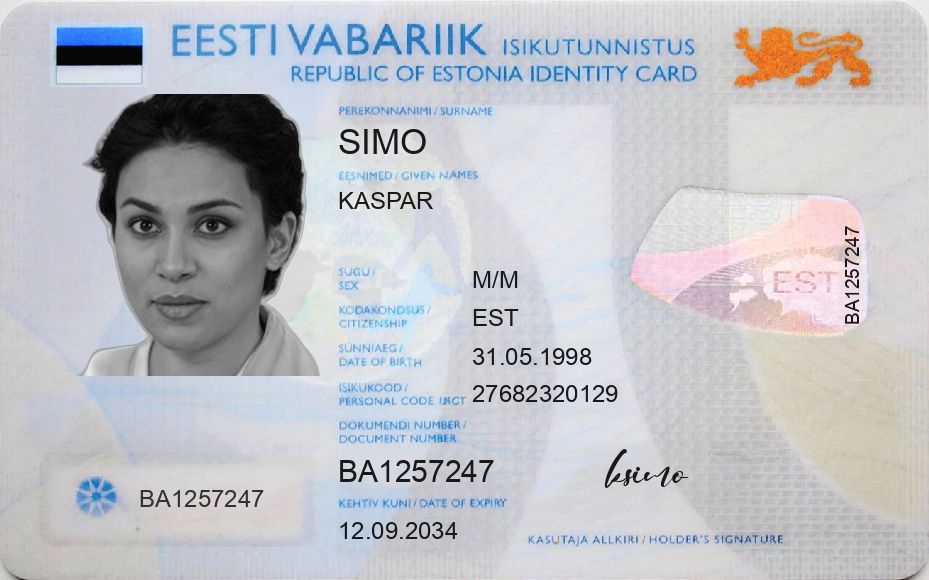 EESTI VABARIIK ISIKUTUNNISTUS
REPUBLIC OF ESTONIA IDENTITY CARD
PEREKONNANIMI / SURNAME
SIMO
EESNIMED / GIVEN NAMES
KASPAR
SUGU /
SEX
M/M
KODAKONDSUS /
CITIZENSHIP
EST
SÜNNIAEG /
DATE OF BIRTH
31.05.1998
ISIKUKOOD /
PERSONAL CODE
27682320129
DOKUMENDI NUMBER /
DOCUMENT NUMBER
BA1257247
KEHTIV KUNI / DATE OF EXPIRY
12.09.2034
BA1257247
EST
BA1257247
ksimo
KASUTAJA ALLKIRI / HOLDER'S SIGNATURE